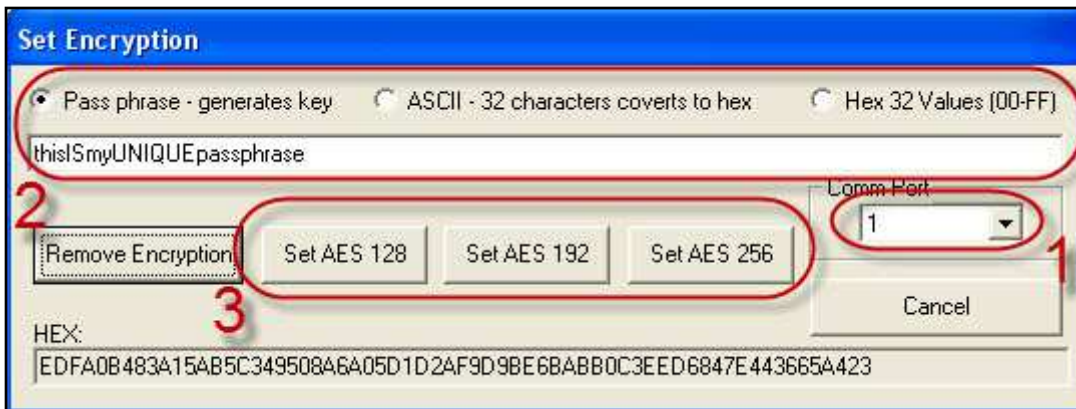 Set Encryption
Pass phrase - generates key ASCII - 32 characters coverts to hex Hex 32 Values (00-FF)
thisISmyUNIQUEpassphrase
2
Comm Port
1
1
Remove Encryption Set AES 128 Set AES 192 Set AES 256
3
Cancel
HEX:
EDFA0B483A15AB5C349508A6A05D1D2AF9D9BE6BABB0C3EED6847E443665A423